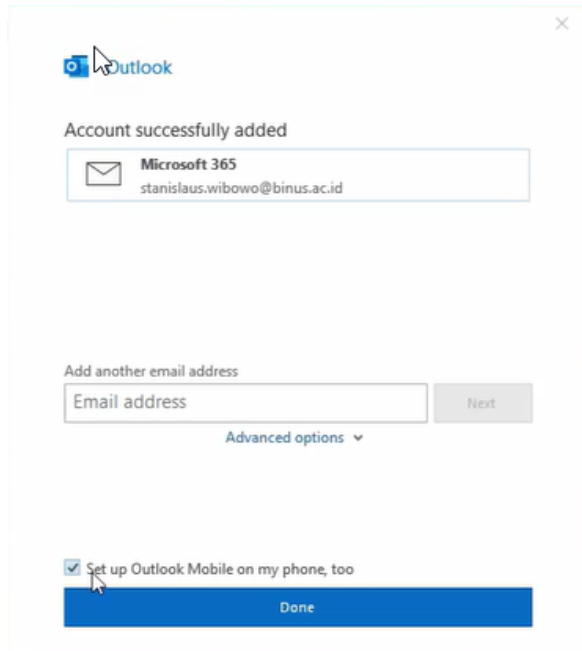 Outlook
Account successfully added
Microsoft 365
stanislaus.wibowo@binus.ac.id
Add another email address
Email address
Next
Advanced options
Set up Outlook Mobile on my phone, too
Done